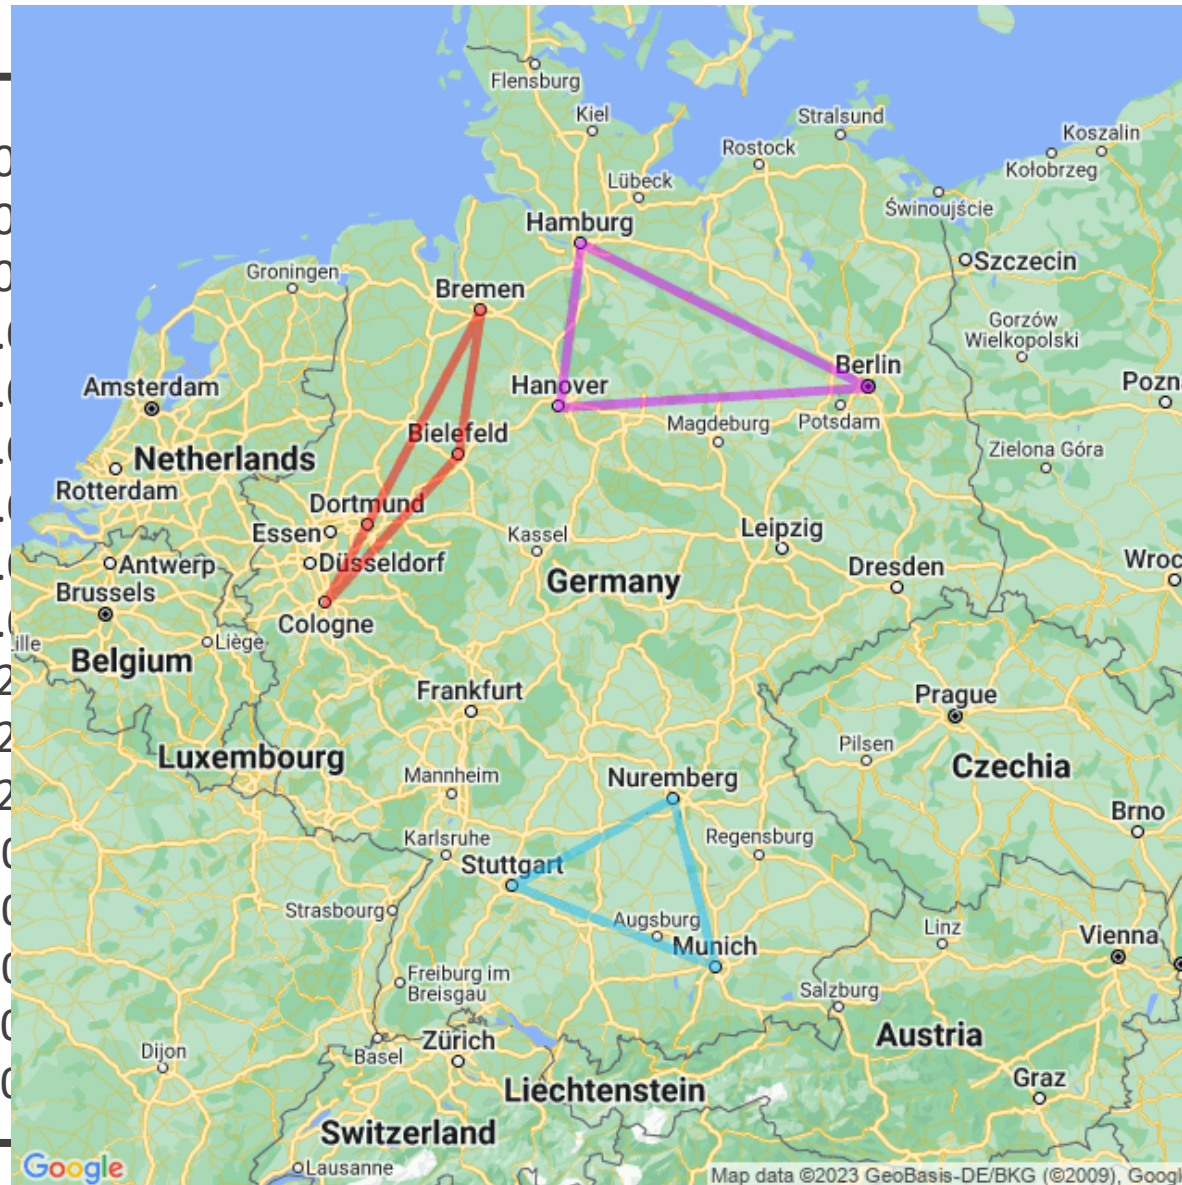 Flensburg
Kiel
Stralsund
Koszalin
Rostock
Kołobrzeg
Lübeck
Świnoujście
Hamburg
Szczecin
Groningen
Bremen
Gorzów
Wielkopolski
Berlin
Amsterdam
Hanover
Pozn
Magdeburg
Potsdam
Bielefeld
Netherlands
Zielona Góra
Rotterdam
Dortmund
Essen
Kassel
Leipzig
Antwerp
Düsseldorf
Dresden
Wroc
Brussels
Germany
Cologne
ille
Liège
Belgium
Frankfurt
Prague
Luxembourg
Pilsen
Czechia
Mannheim
Nuremberg
Brno
Karlsruhe
Regensburg
Stuttgart
Strasbourg
Augsburg
Linz
Munich
Vienna
Freiburg im
Breisgau
Salzburg
Austria
Dijon
Basel
Zürich
Liechtenstein
Graz
Switzerland
Lausanne
Google
Map data ©2023 GeoBasis-DE/BKG (©2009), Googl